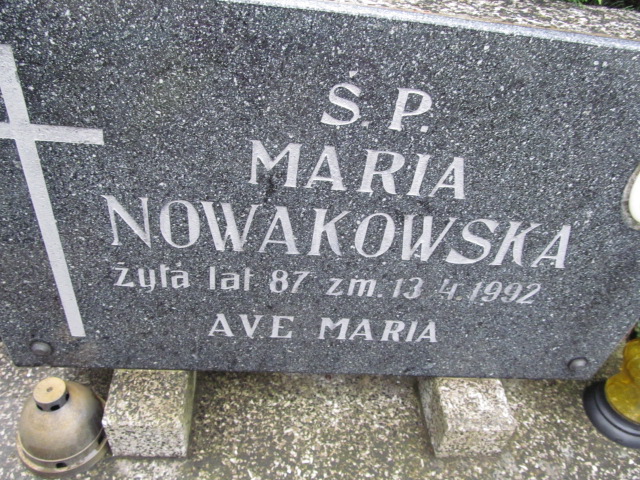 Ś. P.
MARIA
NOWAKOWSKA
żyła lat 87 zm. 13 4. 1992
AVE MARIA